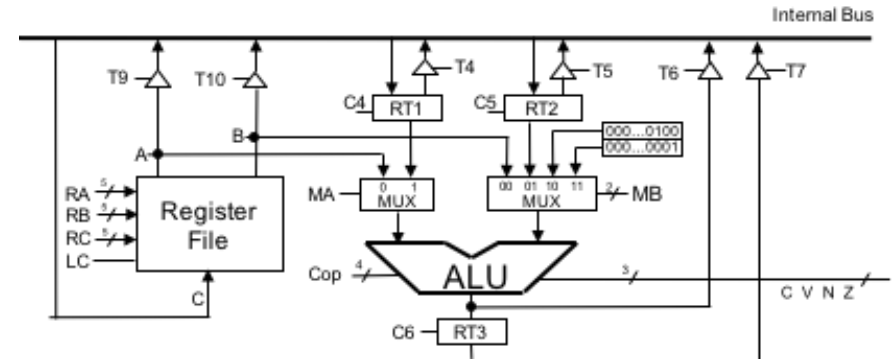 Internal Bus
T9
T10
T4
T5
T6
T7
C4
RT1
C5
RT2
B
A
000...0100
000...0001
RA
5
RB
5
RC
5
LC
Register
File
MA
0 1
MUX
00 01 10 11
MUX
2
MB
Cop
4
ALU
3
C V N Z
C
C6
RT3